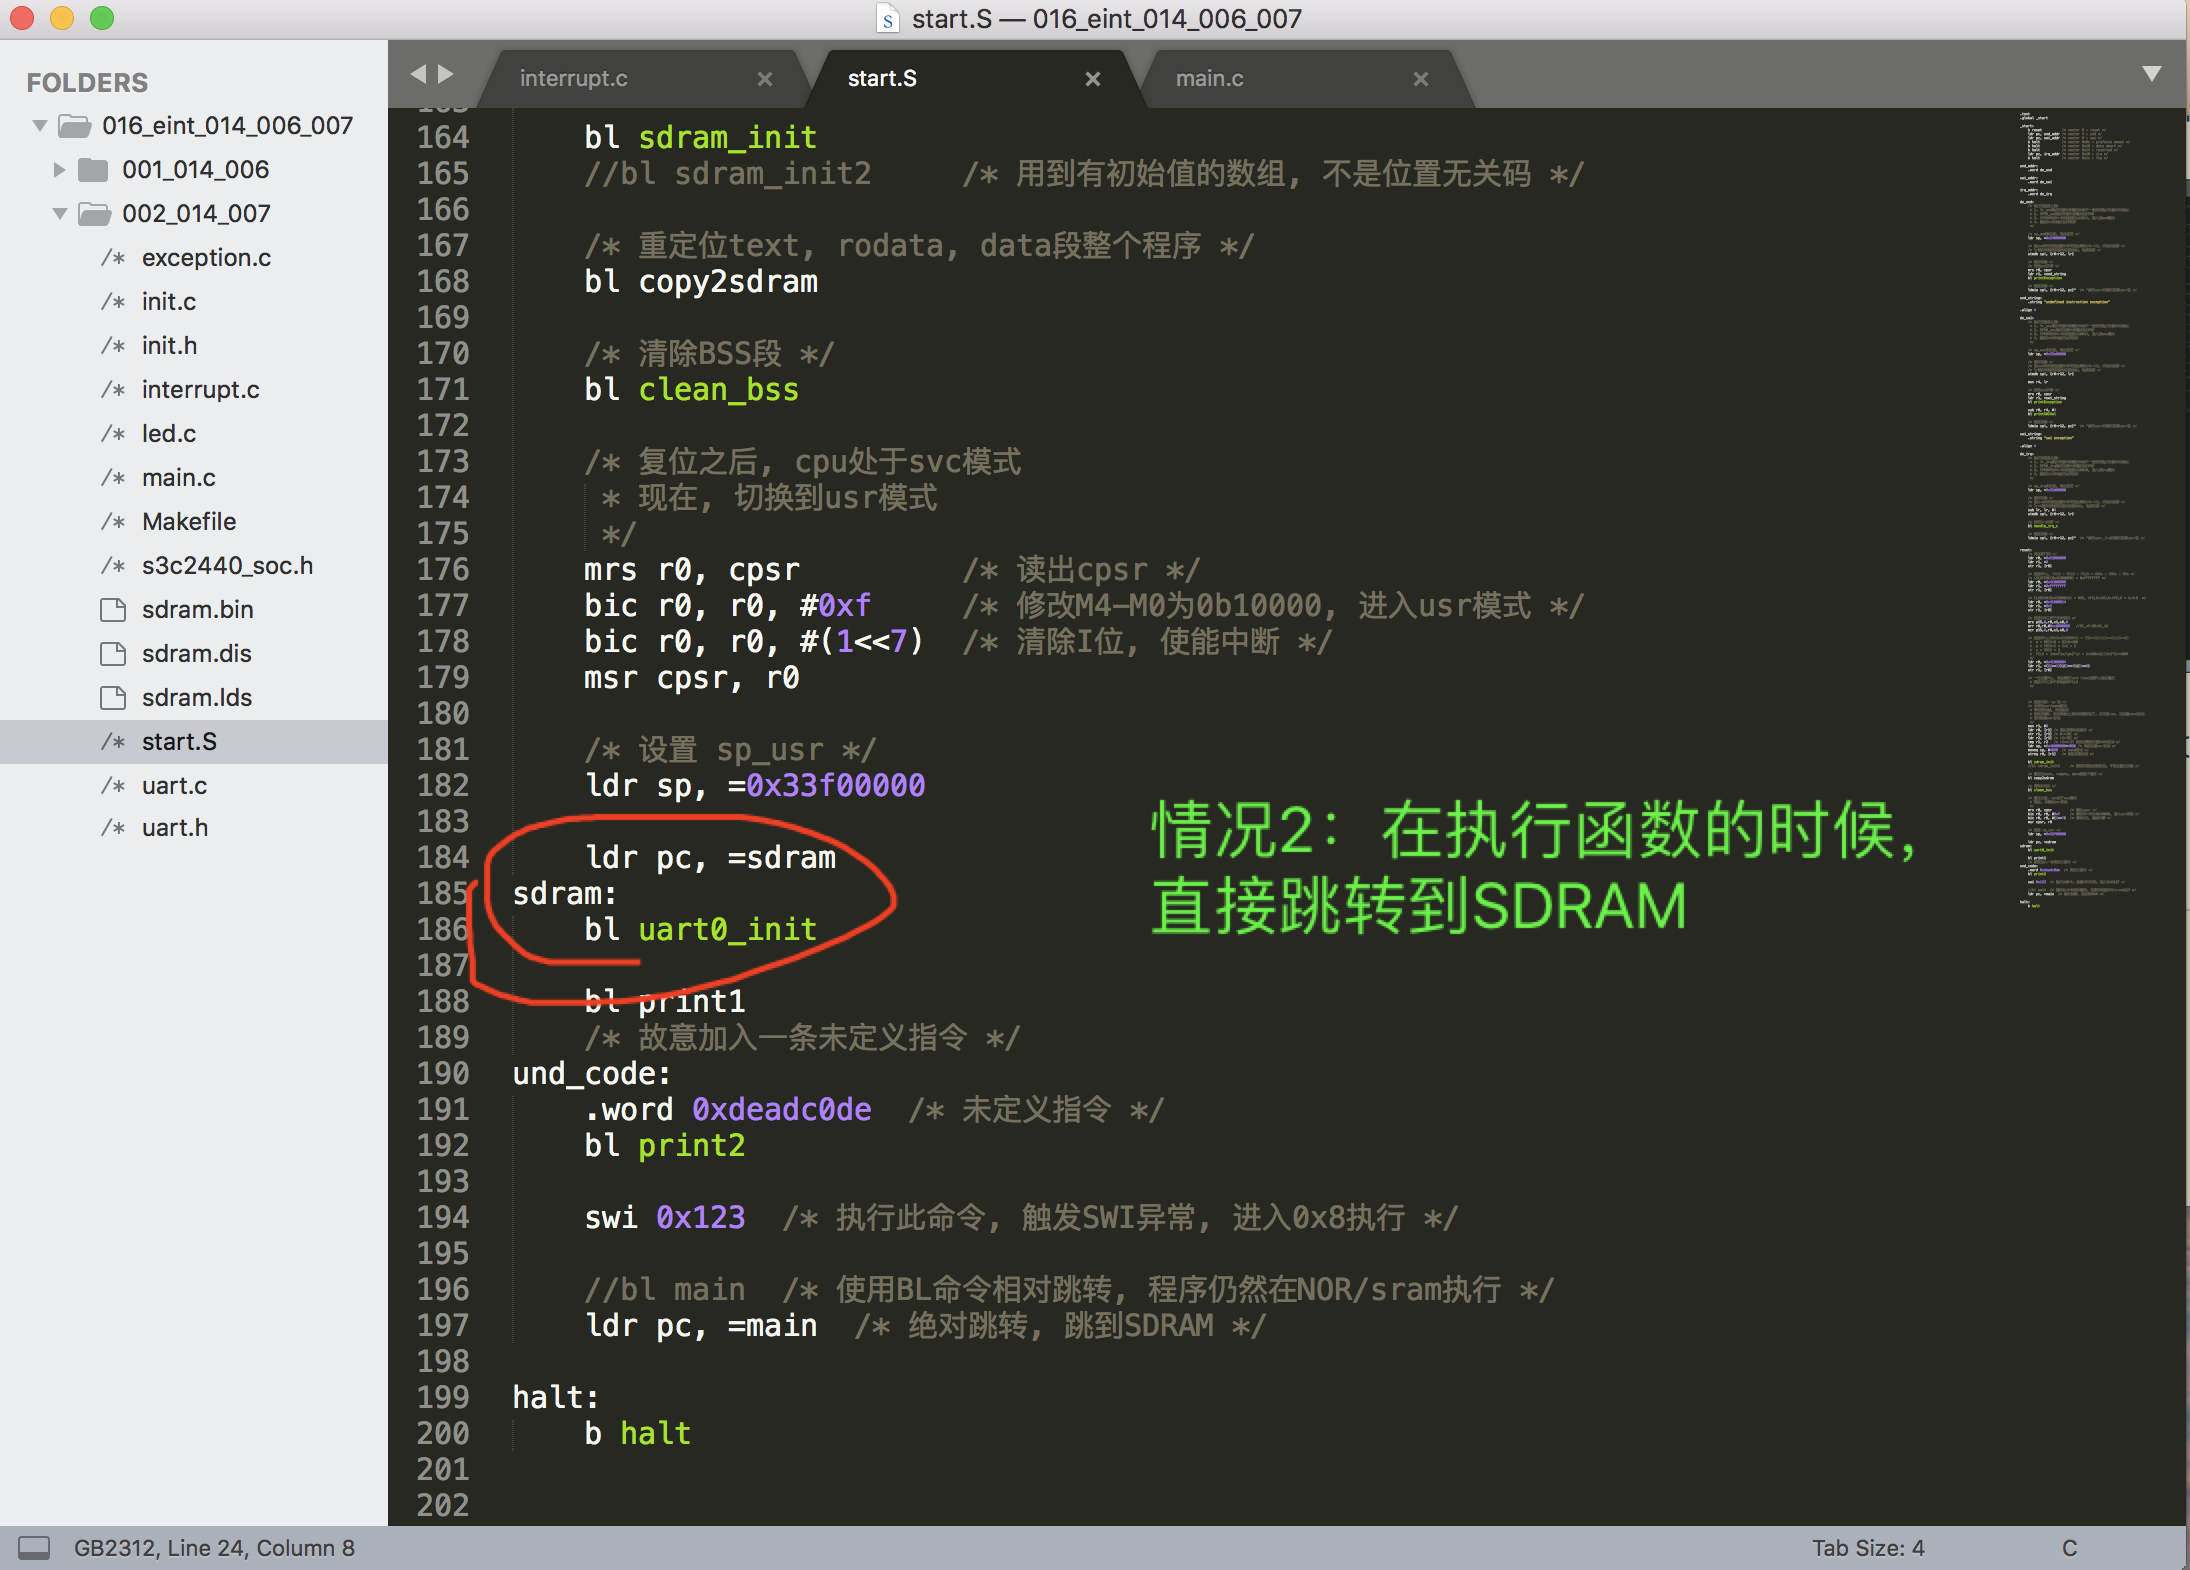 start.S — 016_eint_014_006_007
FOLDERS
016_eint_014_006_007
001_014_006
002_014_007
/* exception.c
/* init.c
/* init.h
/* interrupt.c
/* led.c
/* main.c
/* Makefile
/* s3c2440_soc.h
sdram.bin
sdram.dis
sdram.lds
/* start.S
/* uart.c
/* uart.h
interrupt.c × start.S × main.c ×
164 bl sdram_init
165 //bl sdram_init2 /* 用到有初始值的数组, 不是位置无关码 */
166
167 /* 重定位text, rodata, data段整个程序 */
168 bl copy2sdram
169
170 /* 清除BSS段 */
171 bl clean_bss
172
173 /* 复位之后, cpu处于svc模式
174 * 现在, 切换到usr模式
175 */
176 mrs r0, cpsr /* 读出cpsr */
177 bic r0, r0, #0xf /* 修改M4-M0为0b10000, 进入usr模式 */
178 bic r0, r0, #(1<<7) /* 清除I位, 使能中断 */
179 msr cpsr, r0
180
181 /* 设置 sp_usr */
182 ldr sp, =0x33f00000
183
184 ldr pc, =sdram
185 sdram:
186 bl uart0_init
187
188 bl print1
189 /* 故意加入一条未定义指令 */
190 und_code:
191 .word 0xdeadc0de /* 未定义指令 */
192 bl print2
193
194 swi 0x123 /* 执行此命令, 触发SWI异常, 进入0x8执行 */
195
196 //bl main /* 使用BL命令相对跳转, 程序仍然在NOR/sram执行 */
197 ldr pc, =main /* 绝对跳转, 跳到SDRAM */
198
199 halt:
200 b halt
201
202
情况2：在执行函数的时候，
直接跳转到SDRAM
GB2312, Line 24, Column 8
Tab Size: 4
C